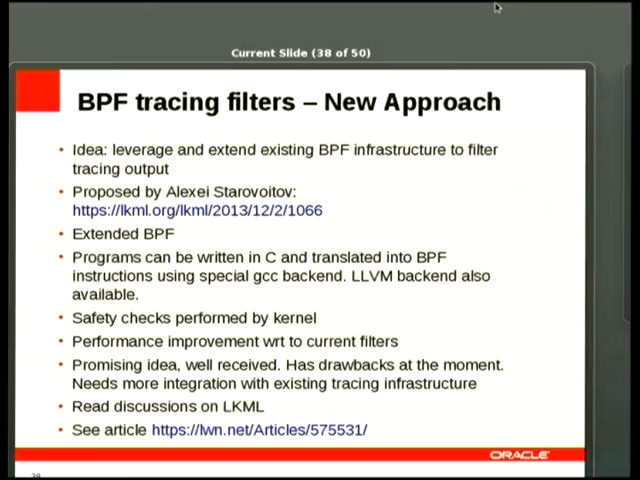 Current Slide (38 of 50)
BPF tracing filters – New Approach
• Idea: leverage and extend existing BPF infrastructure to filter
tracing output
• Proposed by Alexei Starovoitov:
https://lkml.org/lkml/2013/12/2/1066
• Extended BPF
• Programs can be written in C and translated into BPF
instructions using special gcc backend. LLVM backend also
available.
• Safety checks performed by kernel
• Performance improvement wrt to current filters
• Promising idea, well received. Has drawbacks at the moment.
Needs more integration with existing tracing infrastructure
• Read discussions on LKML
• See article https://lwn.net/Articles/575531/
ORACLE